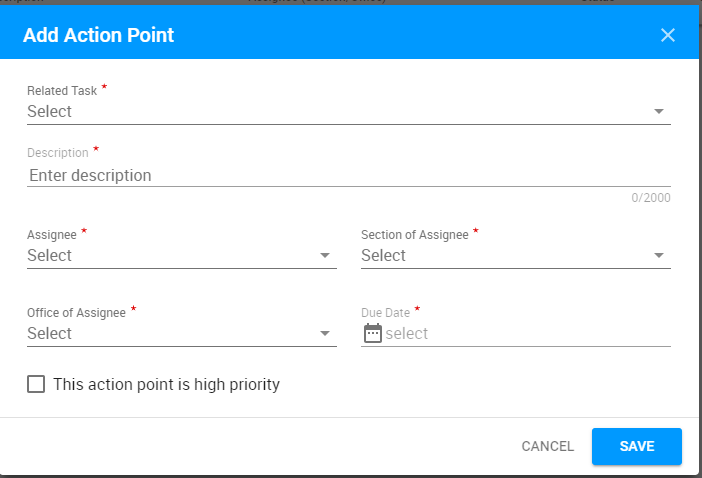 Add Action Point
Related Task *
Select
Description *
Enter description
0/2000
Assignee * Section of Assignee *
Select Select
Office of Assignee * Due Date *
Select select
This action point is high priority
CANCEL SAVE